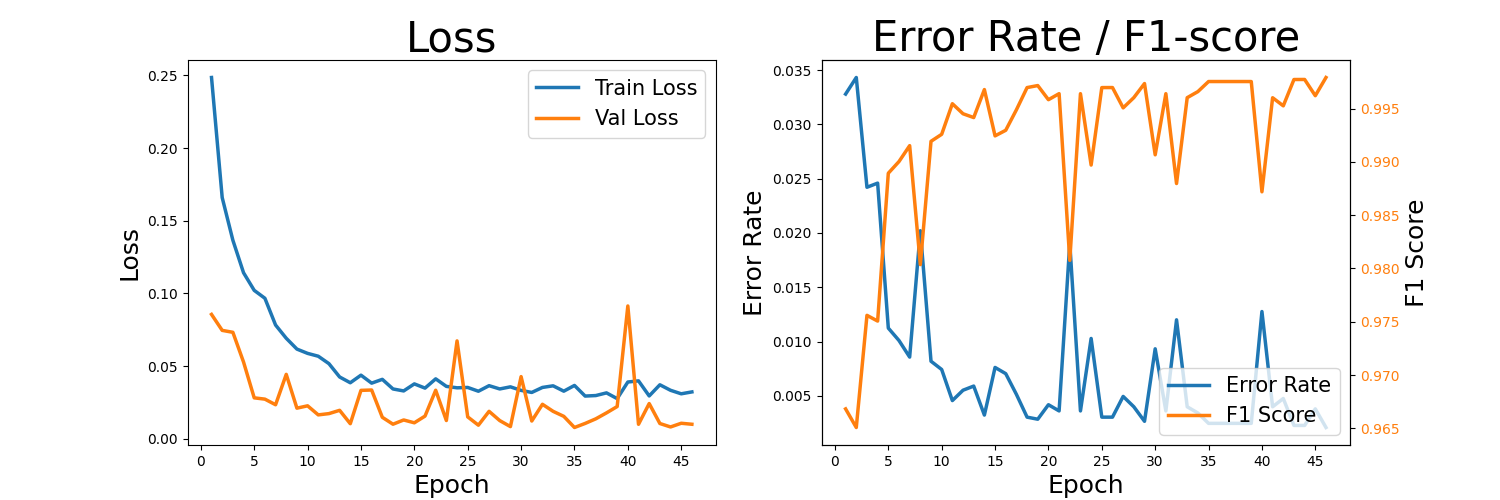 Loss
Error Rate / F1-score
0.25
0.20
0.15
0.10
0.05
0.00
Loss
Train Loss
Val Loss
0 5 10 15 20 25 30 35 40 45
Epoch
0.035
0.030
0.025
0.020
0.015
0.010
0.005
Error Rate
Error Rate
F1 Score
0.995
0.990
0.985
0.980
0.975
0.970
0.965
F1 Score
0 5 10 15 20 25 30 35 40 45
Epoch